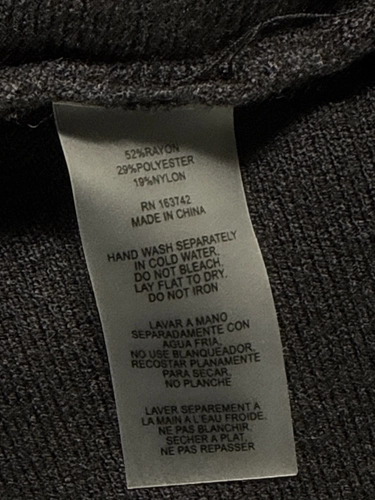 52%RAYON
29%POLYESTER
19%NYLON
RN 163742
MADE IN CHINA
HAND WASH SEPARATELY
IN COLD WATER.
DO NOT BLEACH.
LAY FLAT TO DRY.
DO NOT IRON
LAVAR A MANO
SEPARADAMENTE CON
AGUA FRIA.
NO USE BLANQUEADOR.
RECOSTAR PLANAMENTE
PARA SECAR.
NO PLANCHE
LAVER SEPAREMENT A
LA MAIN A L'EAU FROIDE.
NE PAS BLANCHIR.
SECHER A PLAT.
NE PAS REPASSER